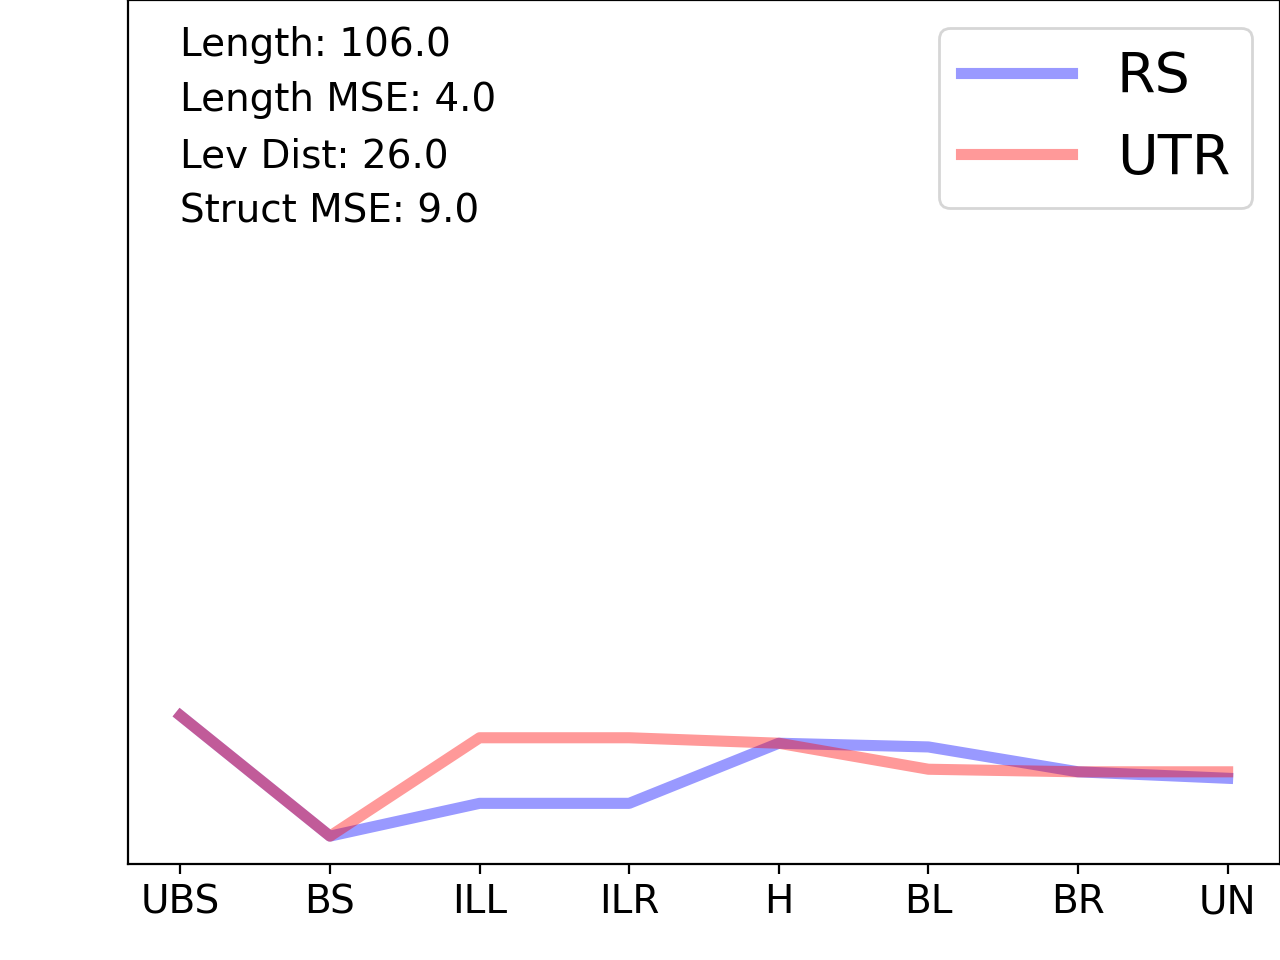 Length: 106.0
Length MSE: 4.0
Lev Dist: 26.0
Struct MSE: 9.0
RS
UTR
UBS BS ILL ILR H BL BR UN